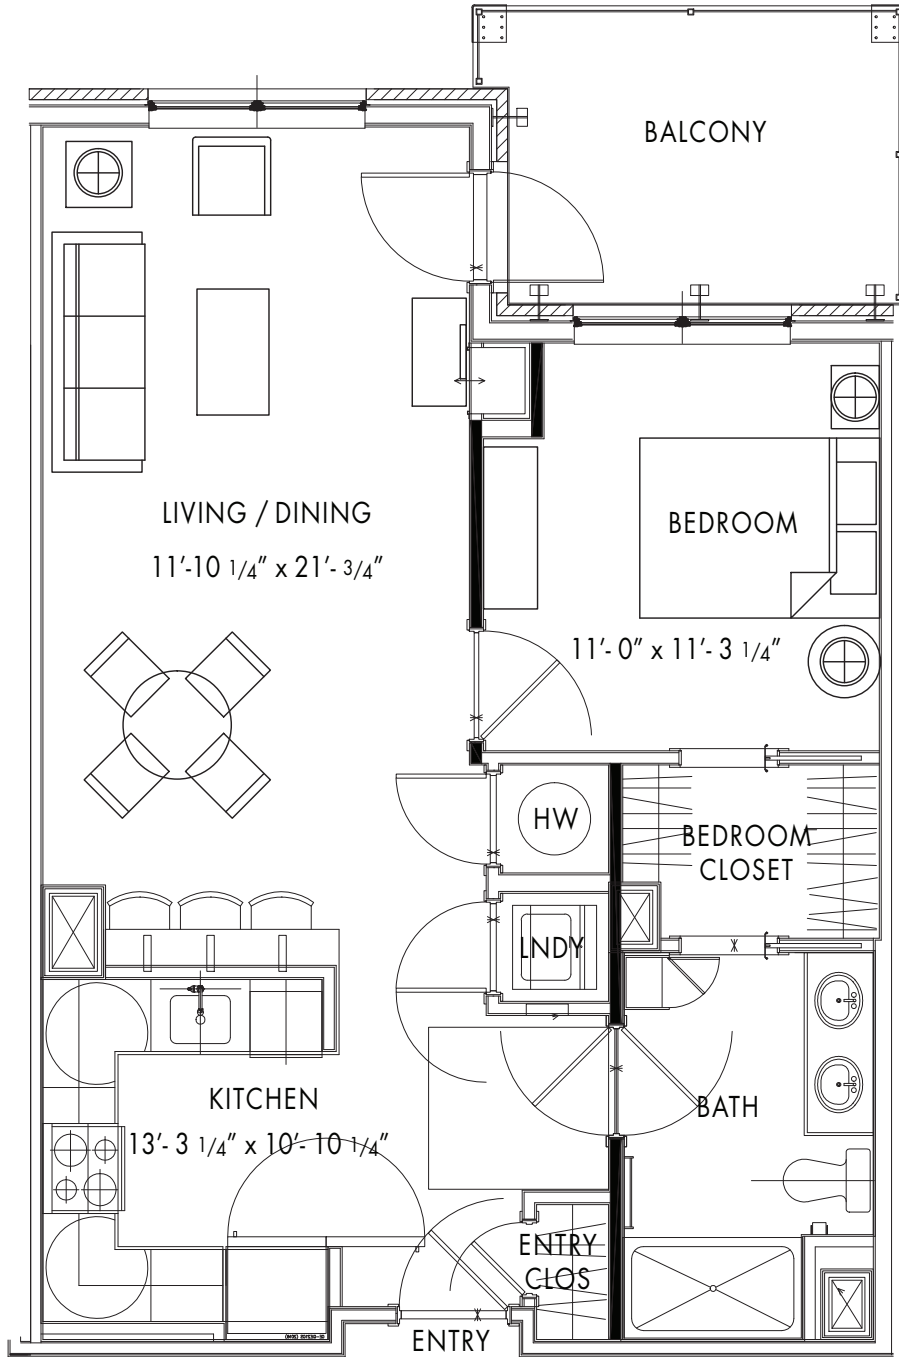 BALCONY
LIVING / DINING
11'-10 1/4" x 21'- 3/4"
BEDROOM
11'- 0" x 11'- 3 1/4"
HW
BEDROOM
CLOSET
LNDY
KITCHEN
13'- 3 1/4" x 10'- 10 1/4"
BATH
ENTRY
CLOS
ENTRY